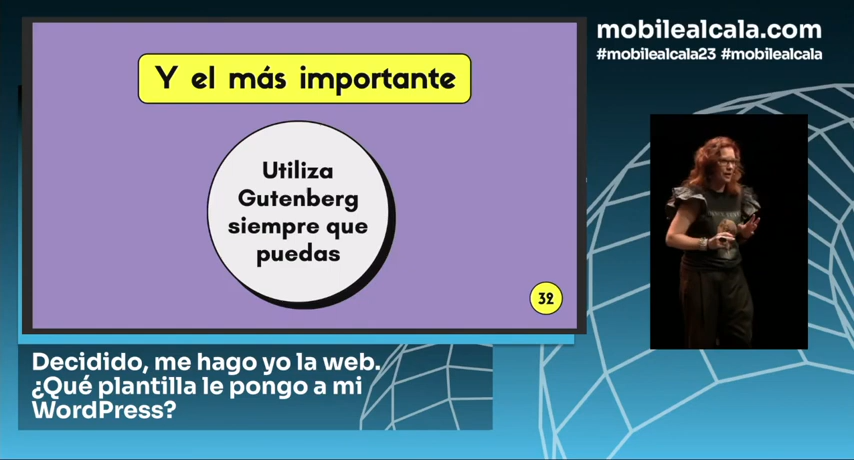 mobilealcala.com
#mobilealcala23 #mobilealcala
Y el más importante
Utiliza
Gutenberg
siempre que
puedas
32
Decidido, me hago yo la web.
¿Qué plantilla le pongo a mi
WordPress?